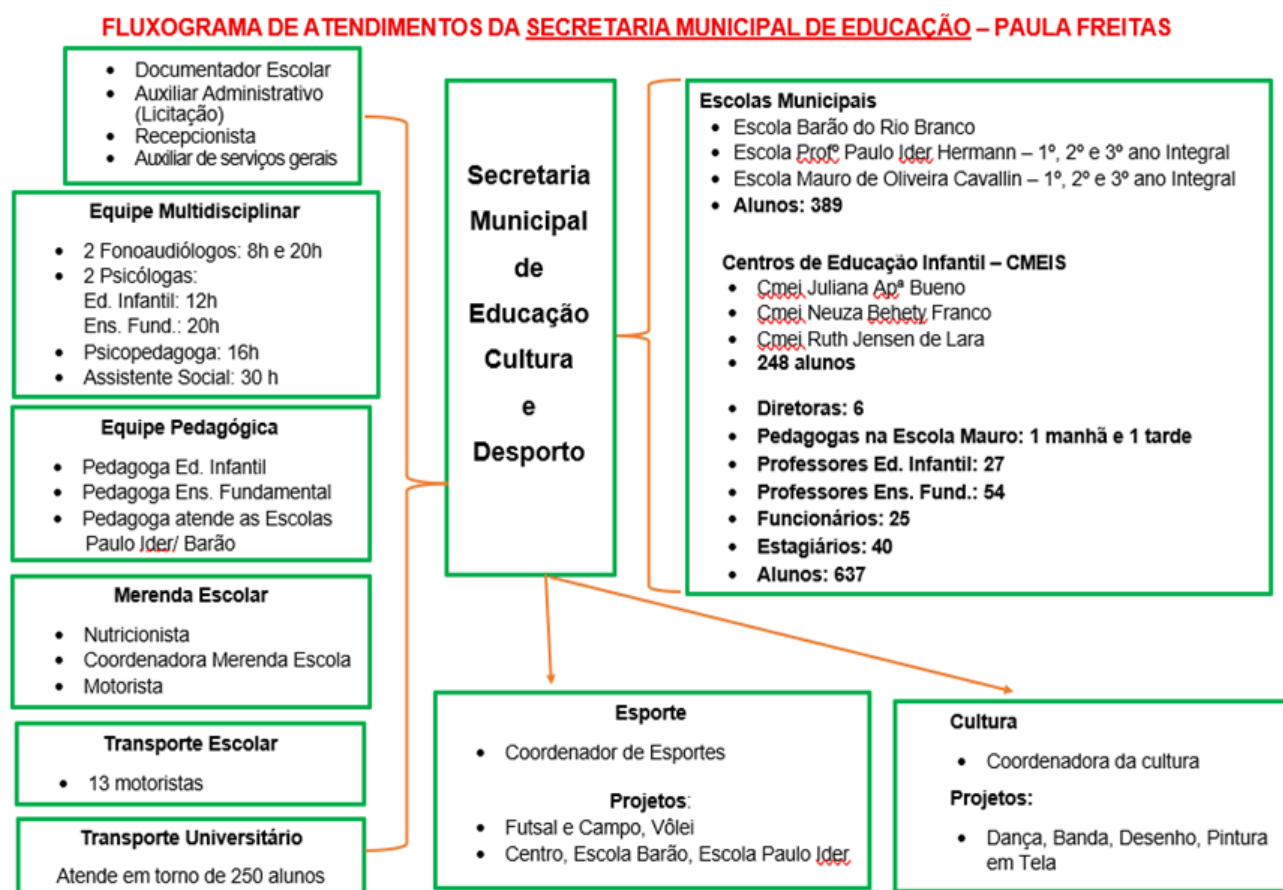 FLUXOGRAMA DE ATENDIMENTOS DA SECRETARIA MUNICIPAL DE EDUCAÇÃO – PAULA FREITAS
• Documentador Escolar
• Auxiliar Administrativo
(Licitação)
• Recepcionista
• Auxiliar de serviços gerais
Equipe Multidisciplinar
• 2 Fonoaudiólogos: 8h e 20h
• 2 Psicólogas:
Ed. Infantil: 12h
Ens. Fund.: 20h
• Psicopedagoga: 16h
• Assistente Social: 30 h
Equipe Pedagógica
• Pedagoga Ed. Infantil
• Pedagoga Ens. Fundamental
• Pedagoga atende as Escolas
Paulo Ider/ Barão
Merenda Escolar
• Nutricionista
• Coordenadora Merenda Escola
• Motorista
Transporte Escolar
• 13 motoristas
Transporte Universitário
Atende em torno de 250 alunos
Secretaria
Municipal
de
Educação
Cultura
e
Desporto
Escolas Municipais
• Escola Barão do Rio Branco
• Escola Profº Paulo Ider Hermann – 1º, 2º e 3º ano Integral
• Escola Mauro de Oliveira Cavallin – 1º, 2º e 3º ano Integral
• Alunos: 389
Centros de Educação Infantil – CMEIS
• Cmei Juliana Apª Bueno
• Cmei Neuza Behety Franco
• Cmei Ruth Jensen de Lara
• 248 alunos
• Diretoras: 6
• Pedagogas na Escola Mauro: 1 manhã e 1 tarde
• Professores Ed. Infantil: 27
• Professores Ens. Fund.: 54
• Funcionários: 25
• Estagiários: 40
• Alunos: 637
Esporte
• Coordenador de Esportes
Projetos:
• Futsal e Campo, Vôlei
• Centro, Escola Barão, Escola Paulo Ider
Cultura
• Coordenadora da cultura
Projetos:
• Dança, Banda, Desenho, Pintura
em Tela